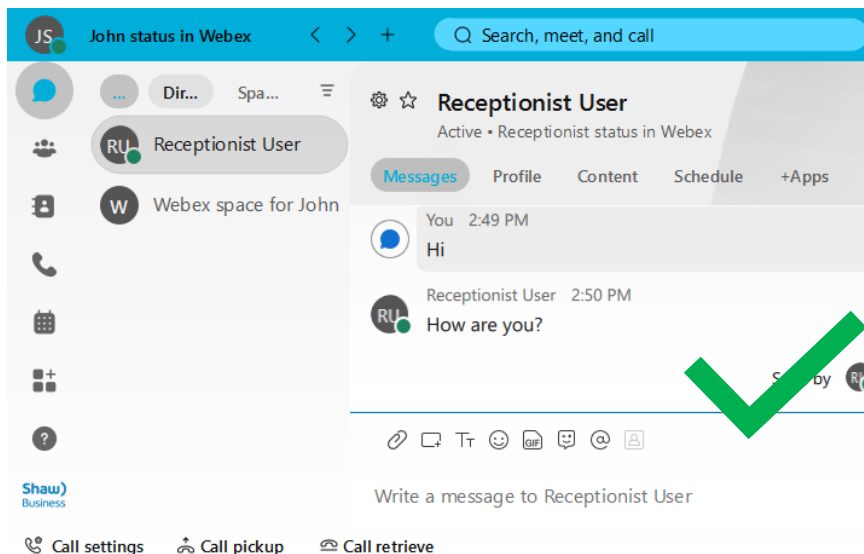 JS John status in Webex < > + Search, meet, and call
... Dir... Spa...
RU Receptionist User
W Webex space for John
Receptionist User
Active • Receptionist status in Webex
Messages Profile Content Schedule +Apps
You 2:49 PM
Hi
RU Receptionist User 2:50 PM
How are you?
by
Tт GIF @
Write a message to Receptionist User
?
Shaw)
Business
Call settings Call pickup Call retrieve